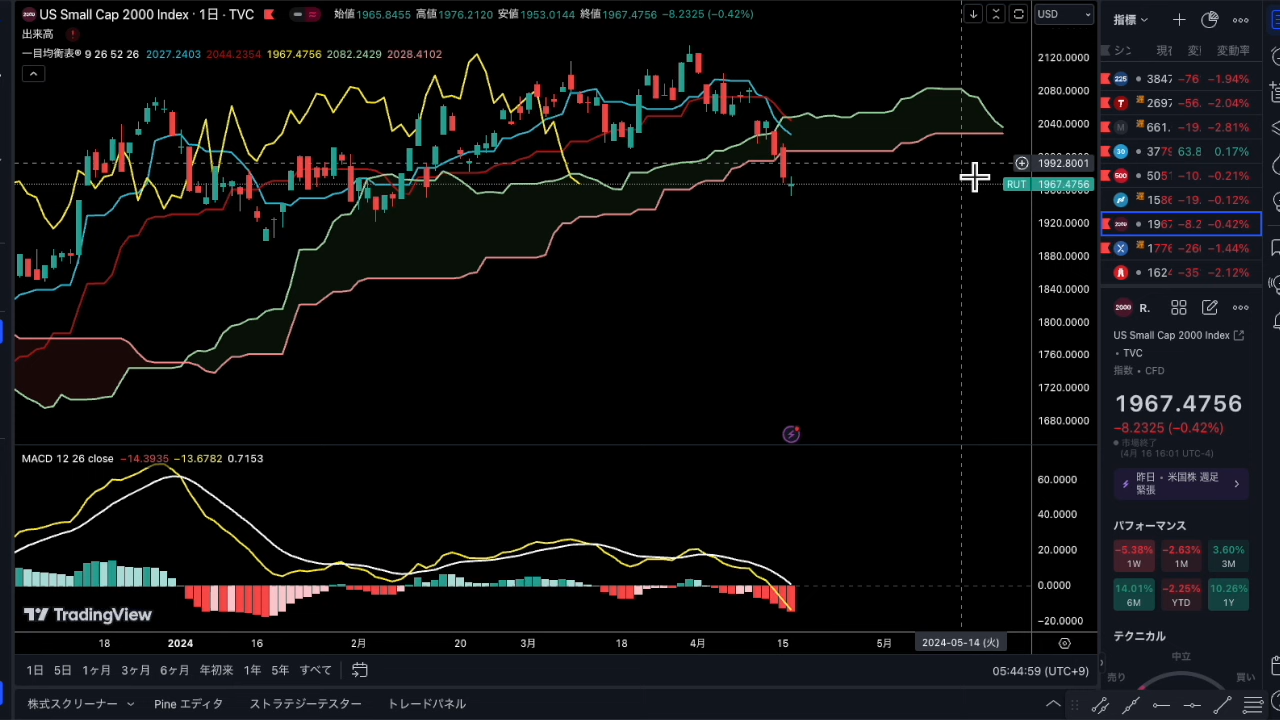 US Small Cap 2000 Index · 1日 · TVC 始値1965.8455 高値1976.2120 安値1953.0144 終値1967.4756 −8.2325 (−0.42%)
出来高
一目均衡表® 9 26 52 26 2027.2403 2044.2354 1967.4756 2082.2429 2028.4102
USD
2120.0000
2080.0000
2040.0000
1992.8001
RUT 1967.4756
1920.0000
1880.0000
1840.0000
1800.0000
1760.0000
1720.0000
1680.0000
MACD 12 26 close −14.3935 −13.6782 0.7153
60.0000
40.0000
20.0000
0.0000
−20.0000
TradingView
18 2024 16 2月 20 3月 18 4月 15 5月 2024-05-14 (火)
1日 5日 1ヶ月 3ヶ月 6ヶ月 年初来 1年 5年 すべて
05:44:59 (UTC+9)
株式スクリーナー Pine エディタ ストラテジーテスター トレードパネル
指標
変動率
225 3847 −76 −1.94%
T 遅 2697 −56. −2.04%
M 遅 661. −19. −2.81%
30 3779 63.8 0.17%
500 5051 −10. −0.21%
遅 1586 −19. −0.12%
2000 1967 −8.2 −0.42%
X 遅 1776 −266 −1.44%
1624 −35 −2.12%
2000 R.
US Small Cap 2000 Index
• TVC
指数 • CFD
1967.4756
−8.2325 (−0.42%)
市場終了
(4月 16 16:01 UTC-4)
昨日 • 米国株 週足
緊張
パフォーマンス
−5.38% −2.63% 3.60%
1W 1M 3M
14.01% −2.25% 10.26%
6M YTD 1Y
テクニカル
中立
売り 買い